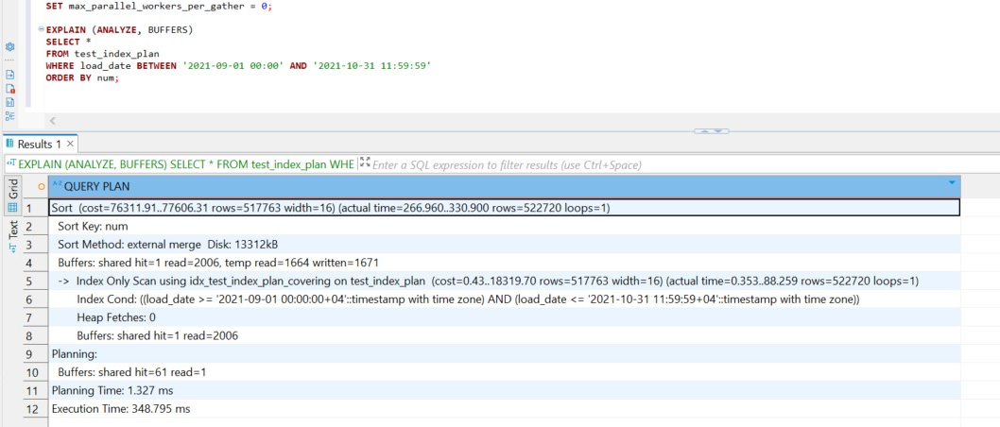 SET max_parallel_workers_per_gather = 0;
EXPLAIN (ANALYZE, BUFFERS)
SELECT *
FROM test_index_plan
WHERE load_date BETWEEN '2021-09-01 00:00' AND '2021-10-31 11:59:59'
ORDER BY num;
Results 1 ×
EXPLAIN (ANALYZE, BUFFERS) SELECT * FROM test_index_plan WHE Enter a SQL expression to filter results (use Ctrl+Space)
Grid
Text
QUERY PLAN
1 Sort (cost=76311.91..77606.31 rows=517763 width=16) (actual time=266.960..330.900 rows=522720 loops=1)
2 Sort Key: num
3 Sort Method: external merge Disk: 13312kB
4 Buffers: shared hit=1 read=2006, temp read=1664 written=1671
5 -> Index Only Scan using idx_test_index_plan_covering on test_index_plan (cost=0.43..18319.70 rows=517763 width=16) (actual time=0.353..88.259 rows=522720 loops=1)
6 Index Cond: ((load_date >= '2021-09-01 00:00:00+04'::timestamp with time zone) AND (load_date <= '2021-10-31 11:59:59+04'::timestamp with time zone))
7 Heap Fetches: 0
8 Buffers: shared hit=1 read=2006
9 Planning:
10 Buffers: shared hit=61 read=1
11 Planning Time: 1.327 ms
12 Execution Time: 348.795 ms